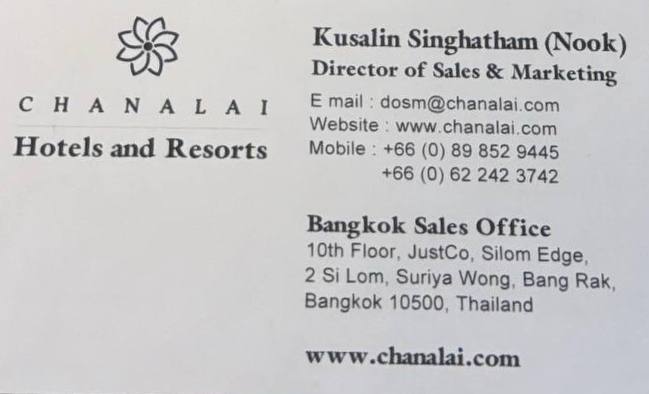 CHANALAI
Hotels and Resorts
Kusalin Singhatham (Nook)
Director of Sales & Marketing
E mail : dosm@chanalai.com
Website : www.chanalai.com
Mobile : +66 (0) 89 852 9445
+66 (0) 62 242 3742
Bangkok Sales Office
10th Floor, JustCo, Silom Edge,
2 Si Lom, Suriya Wong, Bang Rak,
Bangkok 10500, Thailand
www.chanalai.com